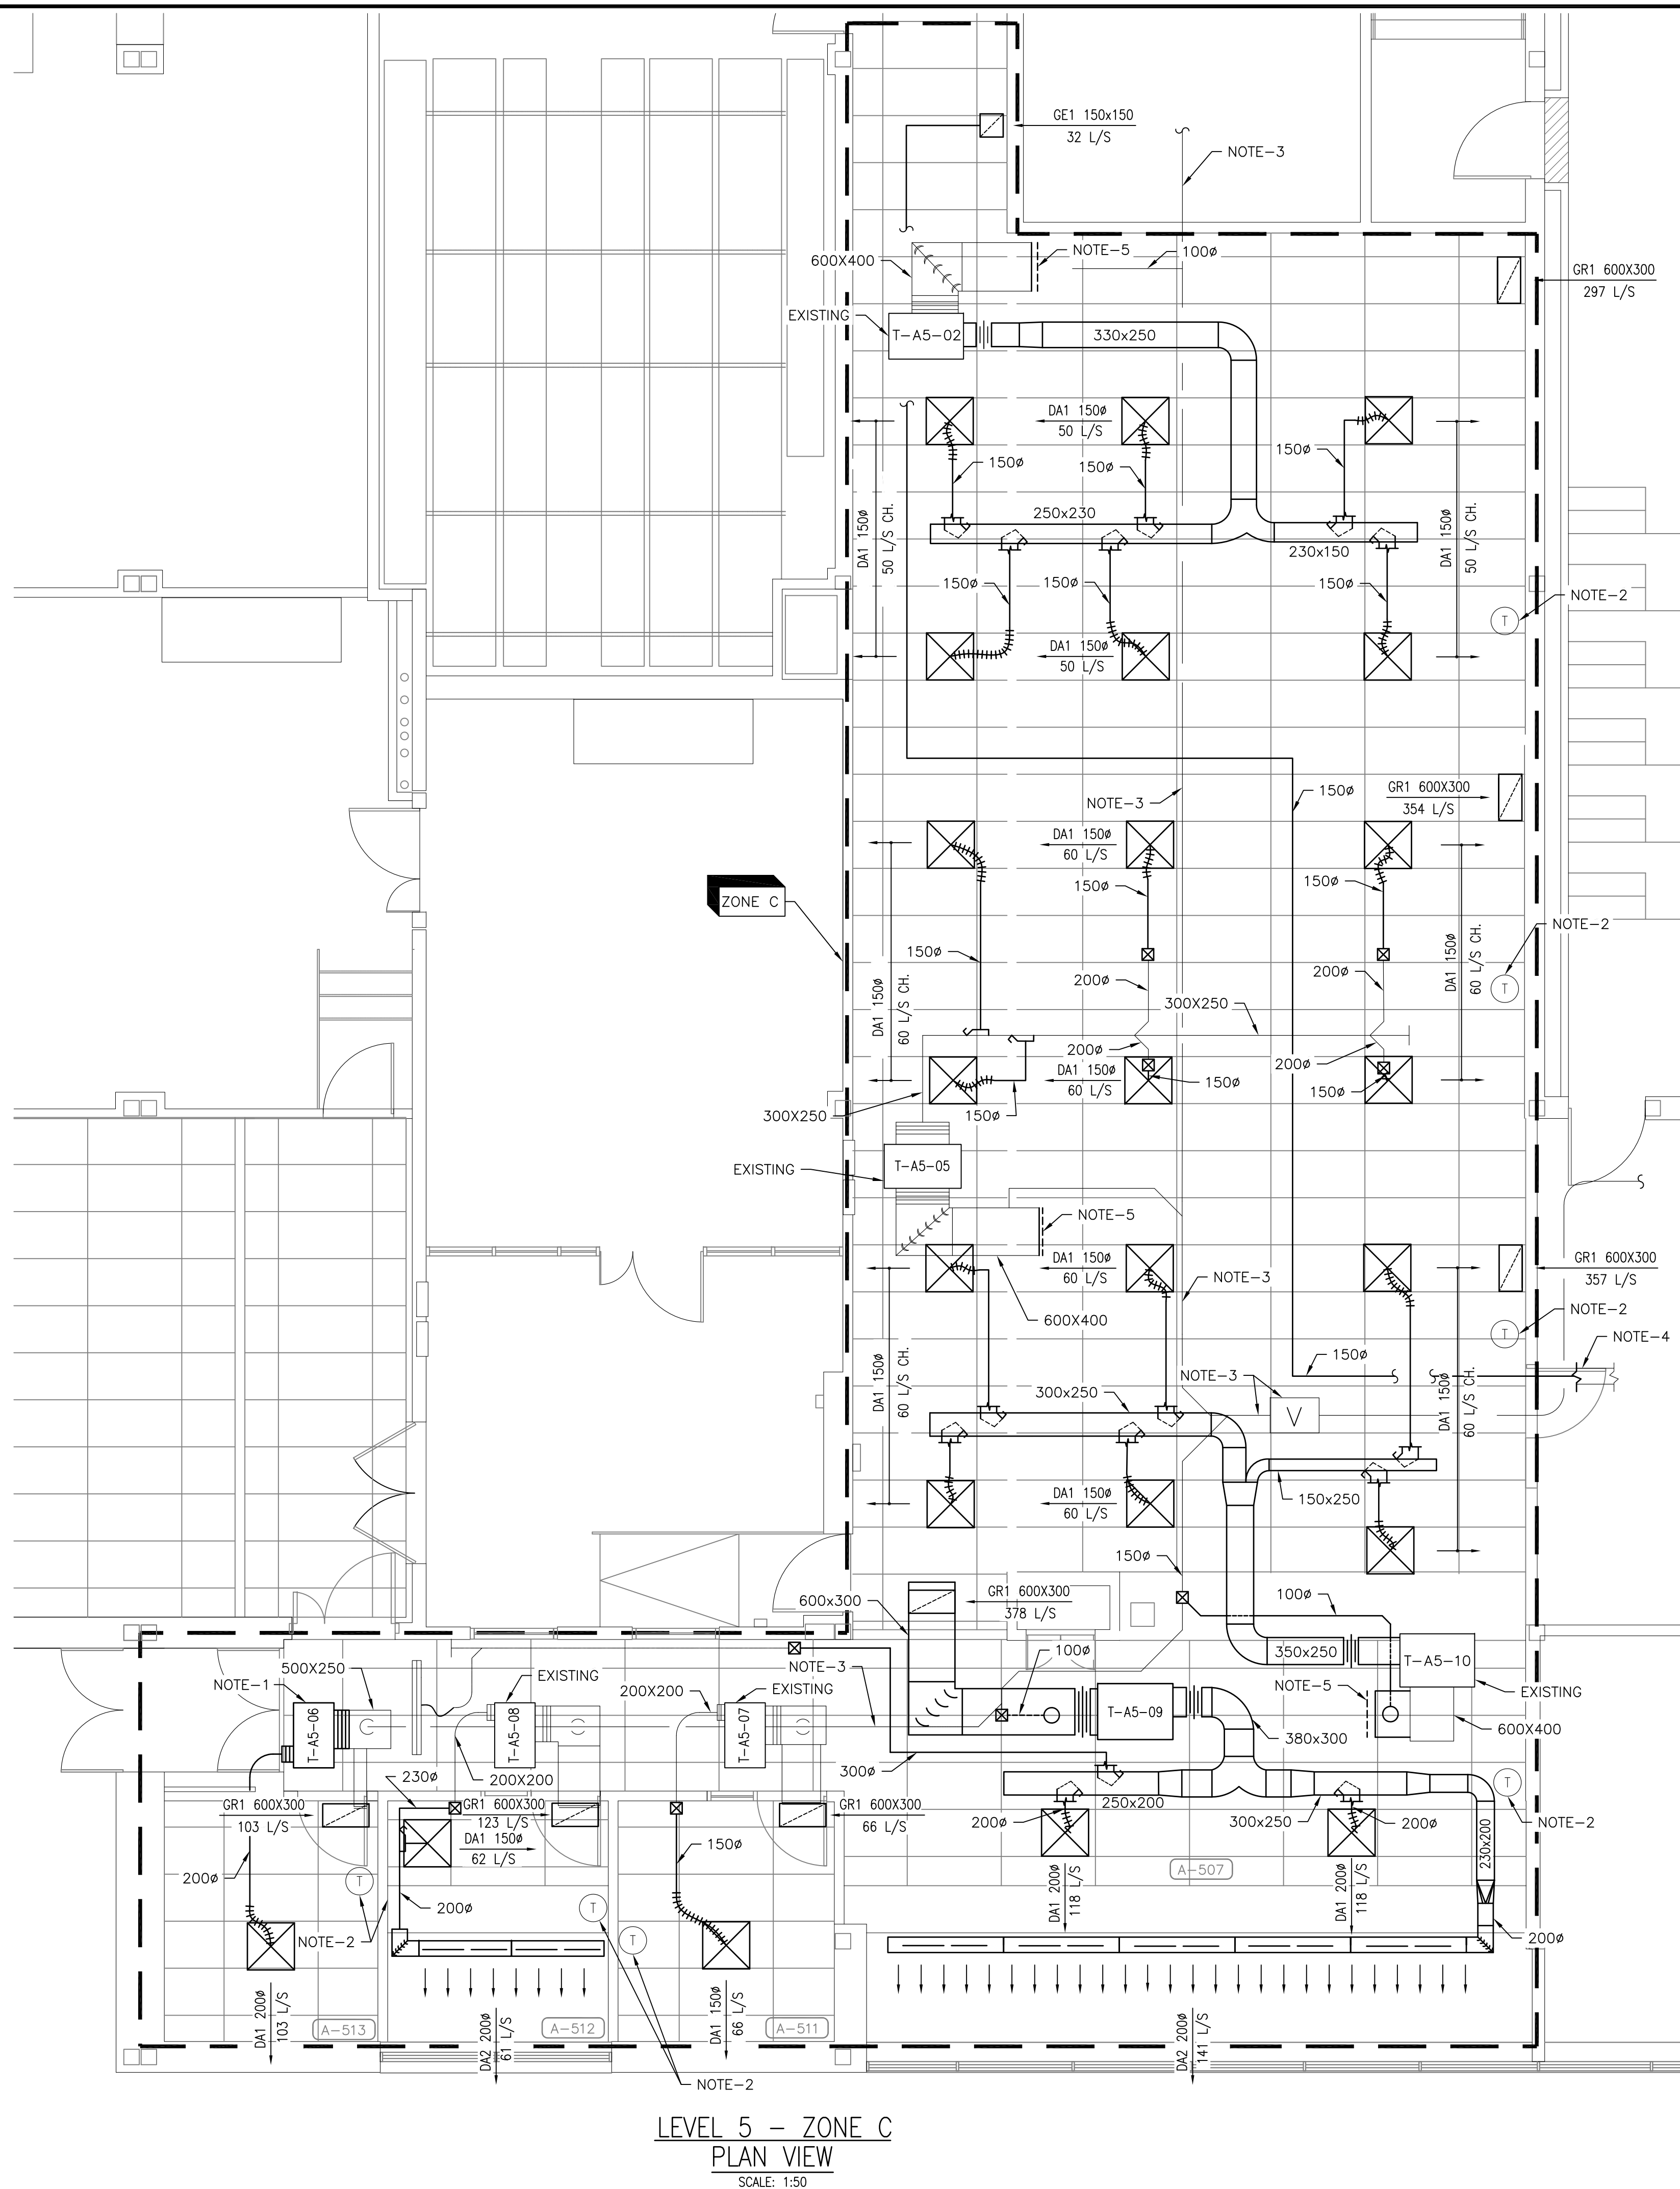 GE1 150x150
32 L/S
NOTE-3
600X400
NOTE-5
100ø
GR1 600X300
297 L/S
EXISTING
T-A5-02
330x250
DA1 150ø
50 L/S
150ø
150ø
150ø
DA1 150ø
50 L/S CH.
250x230
230x150
DA1 150ø
50 L/S CH.
150ø
150ø
150ø
NOTE-2
T
DA1 150ø
50 L/S
150ø
GR1 600X300
354 L/S
NOTE-3
DA1 150ø
60 L/S
150ø
150ø
ZONE C
NOTE-2
T
150ø
200ø
200ø
DA1 150ø
60 L/S CH.
DA1 150ø
60 L/S CH.
300X250
200ø
200ø
DA1 150ø
60 L/S
150ø
150ø
300X250
150ø
EXISTING
T-A5-05
NOTE-5
DA1 150ø
60 L/S
GR1 600X300
357 L/S
NOTE-3
600X400
NOTE-2
T
NOTE-4
150ø
NOTE-3
V
300x250
DA1 150ø
60 L/S CH.
DA1 150ø
60 L/S CH.
DA1 150ø
60 L/S
150x250
150ø
600x300
GR1 600X300
378 L/S
100ø
350x250
T-A5-10
NOTE-1
500X250
EXISTING
200X200
NOTE-3
EXISTING
100ø
NOTE-5
EXISTING
T-A5-06
T-A5-08
T-A5-07
T-A5-09
380x300
600X400
230ø
200X200
300ø
T
GR1 600X300
103 L/S
GR1 600X300
123 L/S
DA1 150ø
62 L/S
GR1 600X300
66 L/S
250x200
200ø
300x250
200ø
NOTE-2
150ø
230x200
A-507
200ø
T
200ø
T
DA1 200ø
118 L/S
DA1 200ø
118 L/S
NOTE-2
T
200ø
A-513
A-512
A-511
DA1 200ø
103 L/S
DA2 200ø
61 L/S
DA1 150ø
66 L/S
DA2 200ø
141 L/S
NOTE-2
LEVEL 5 - ZONE C
PLAN VIEW
SCALE: 1:50